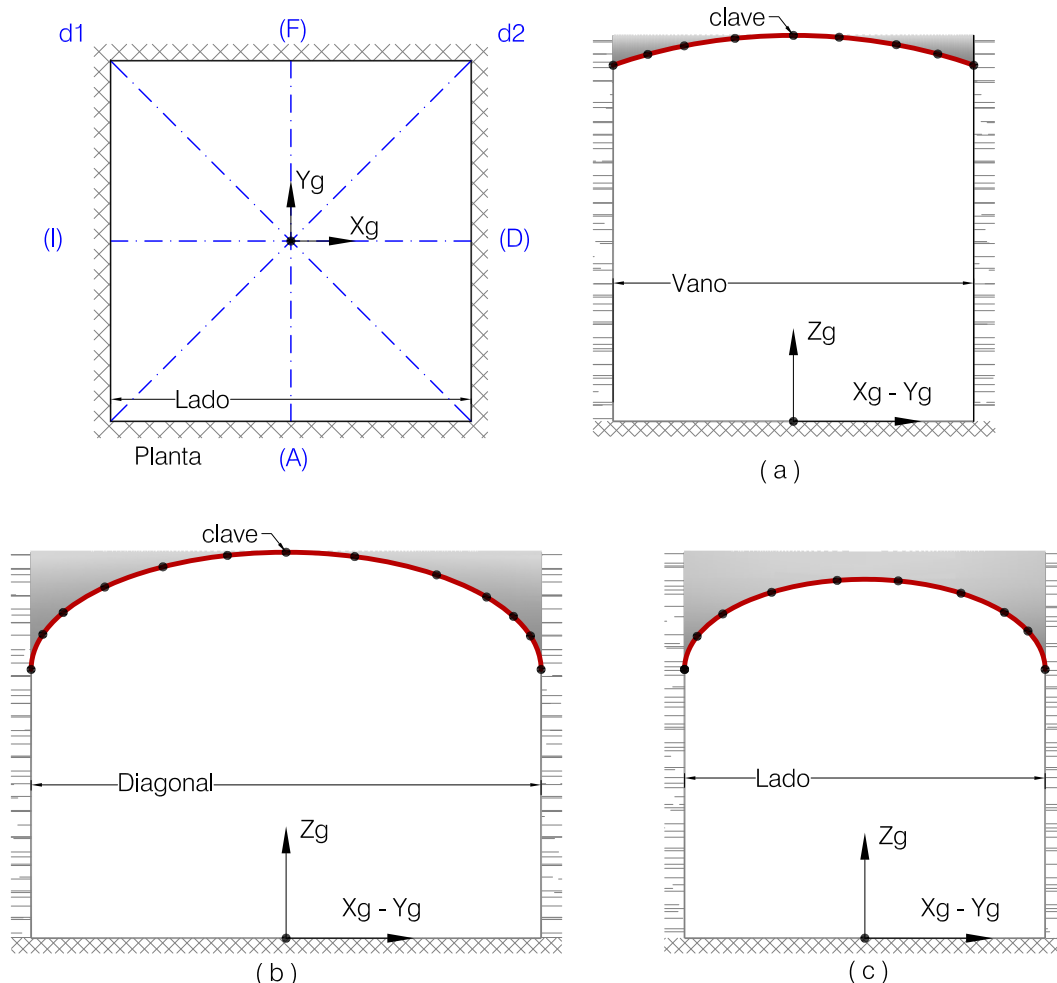 d1
(F)
d2
clave
Yg
Xg
(I)
(D)
Vano
Zg
Xg - Yg
Lado
Planta
(A)
( a )
clave
Diagonal
Lado
Zg
Zg
Xg - Yg
Xg - Yg
( b )
( c )